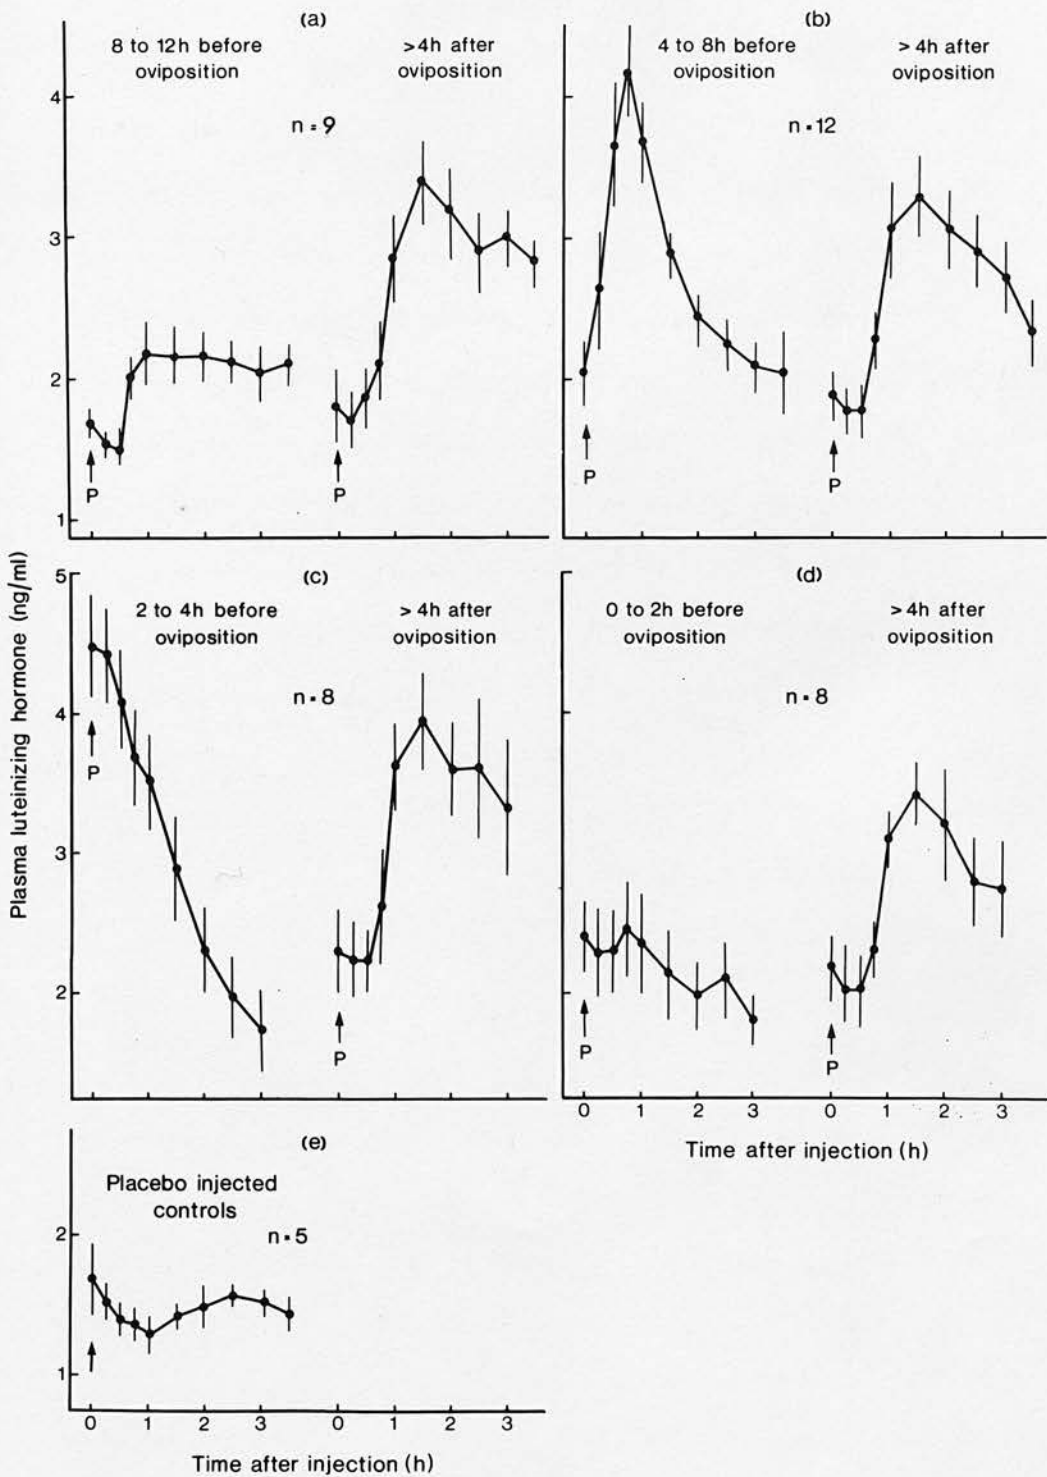 (a)
8 to 12h before
oviposition
>4h after
oviposition
n = 9
4
3
2
1
P
P
(b)
4 to 8h before
oviposition
>4h after
oviposition
n = 12
P
P
Plasma luteinizing hormone (ng/ml)
(c)
2 to 4h before
oviposition
> 4h after
oviposition
n = 8
5
4
3
2
P
P
(d)
0 to 2h before
oviposition
>4h after
oviposition
n = 8
P
P
0 1 2 3 0 1 2 3
Time after injection (h)
(e)
Placebo injected
controls
n = 5
2
1
0 1 2 3 0 1 2 3
Time after injection (h)